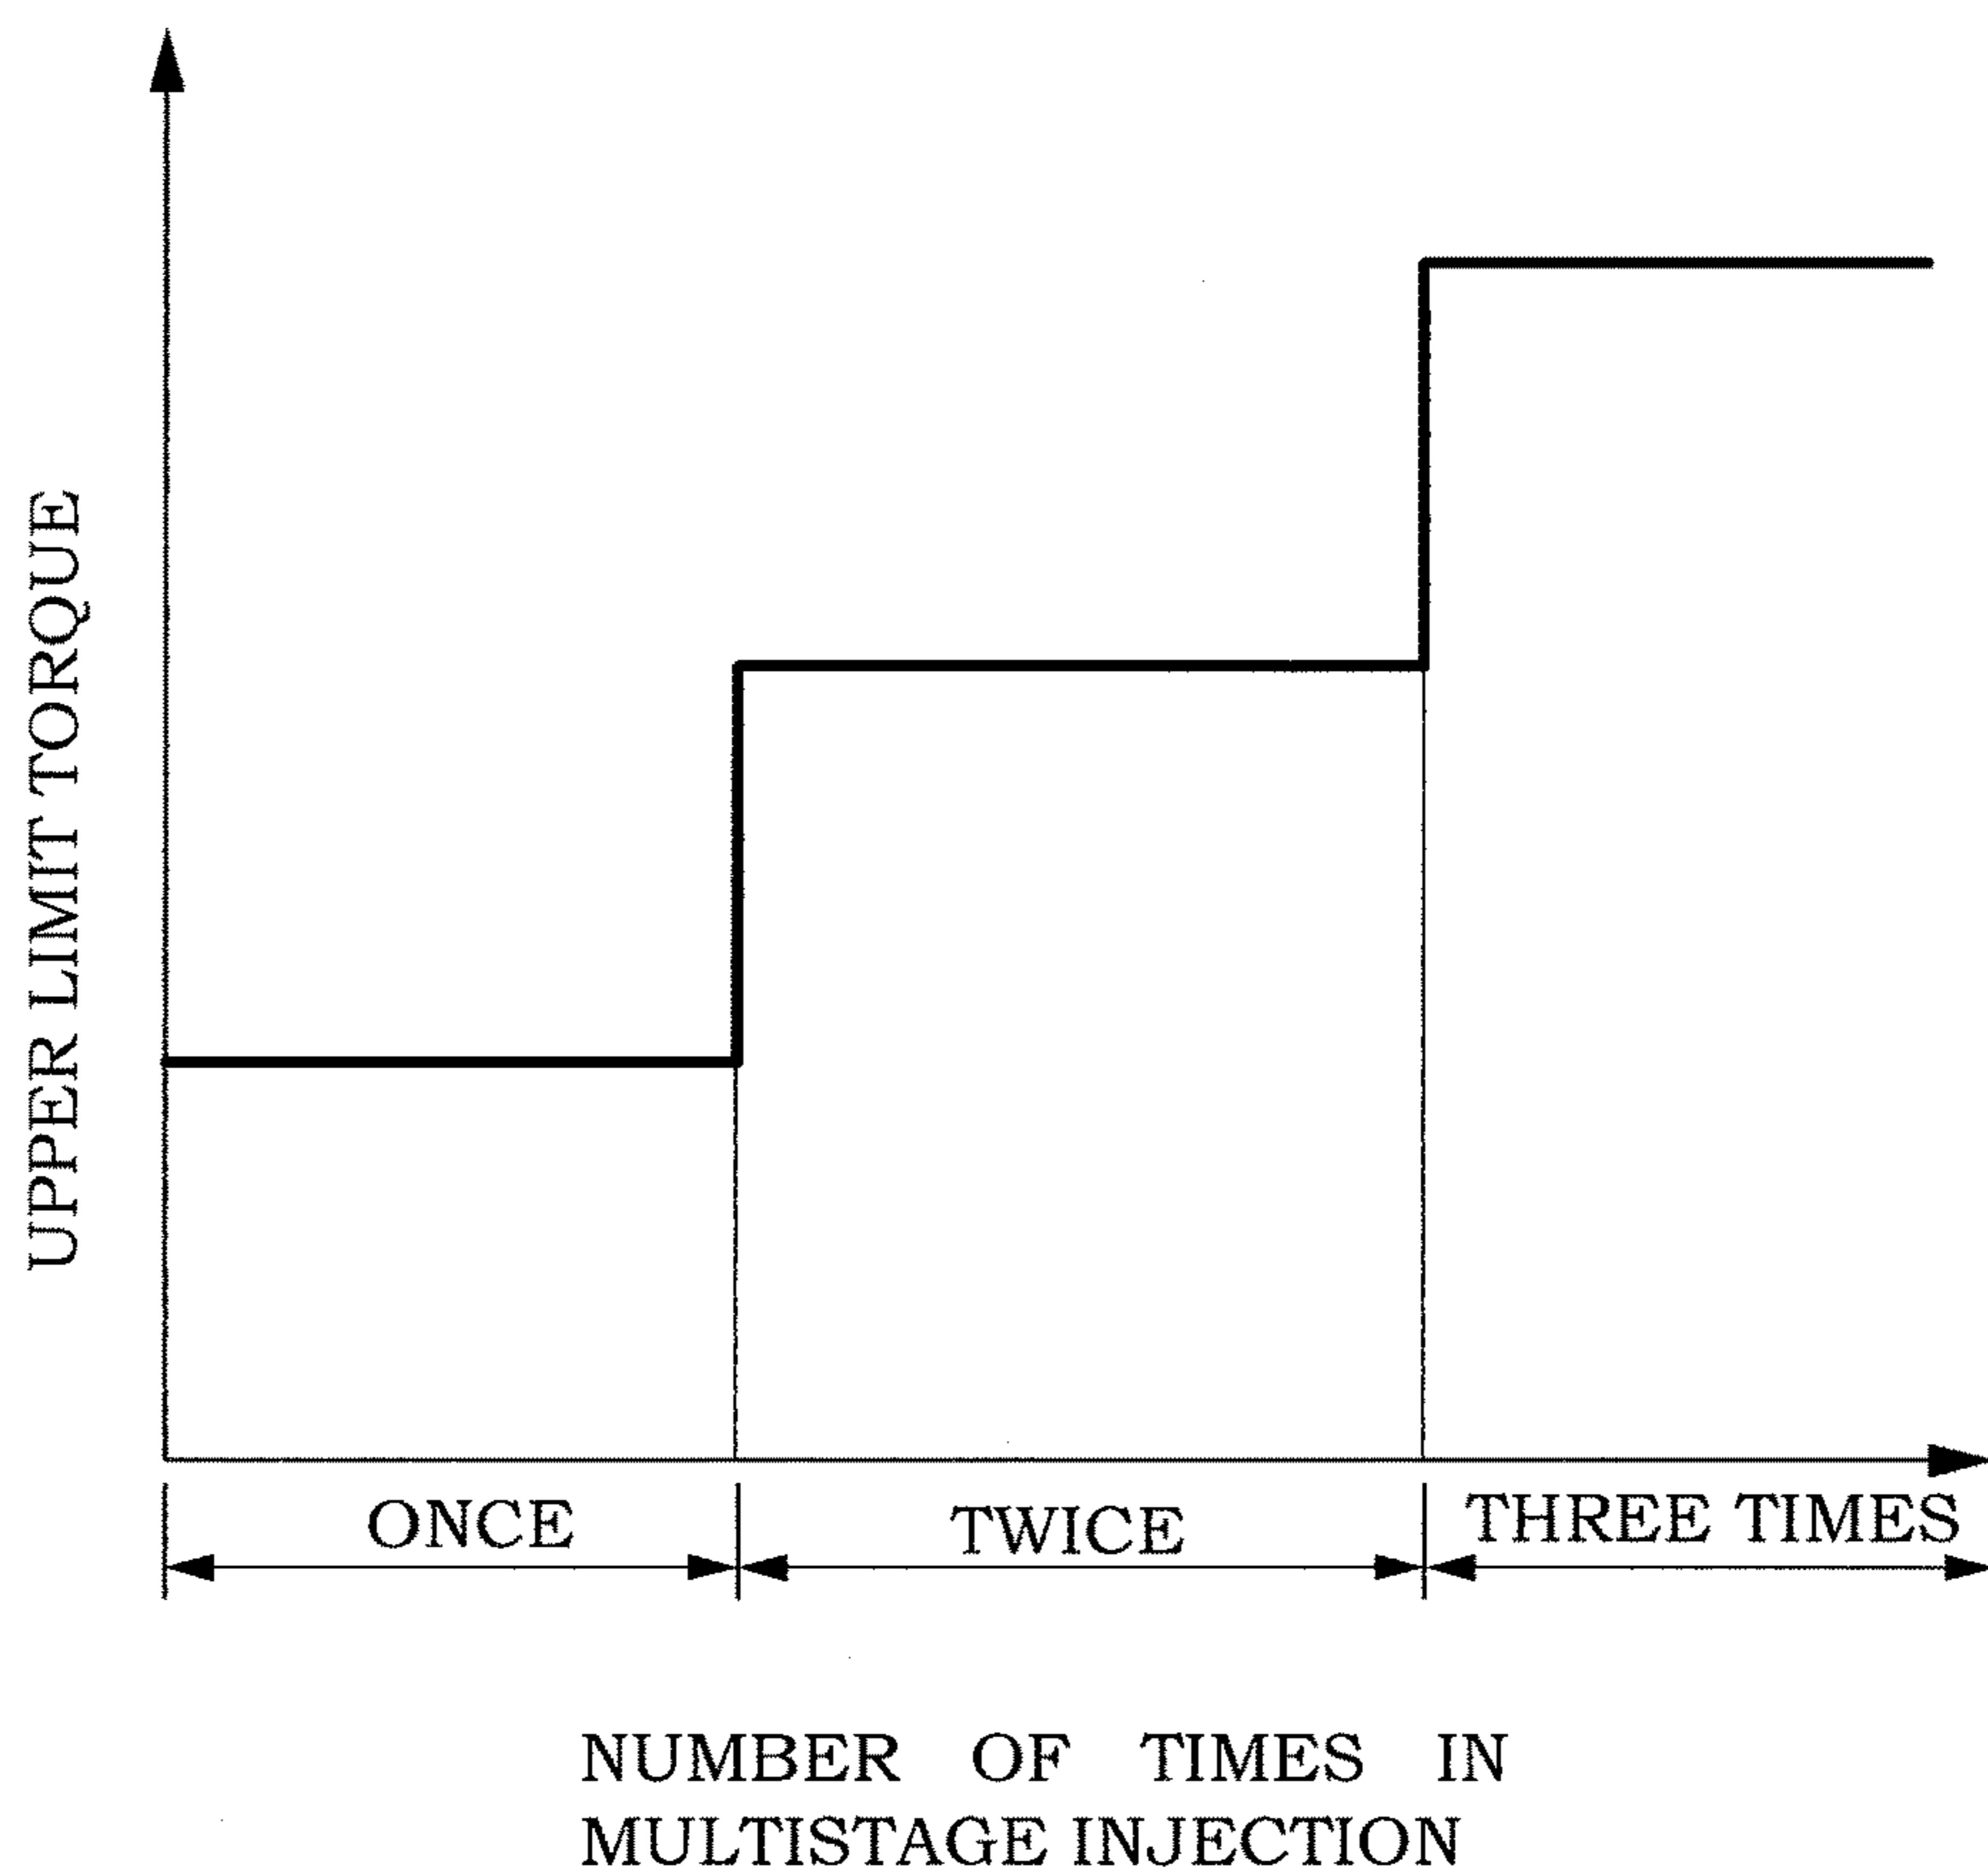 UPPER LIMIT TORQUE
ONCE
TWICE
THREE TIMES
NUMBER OF TIMES IN
MULTISTAGE INJECTION